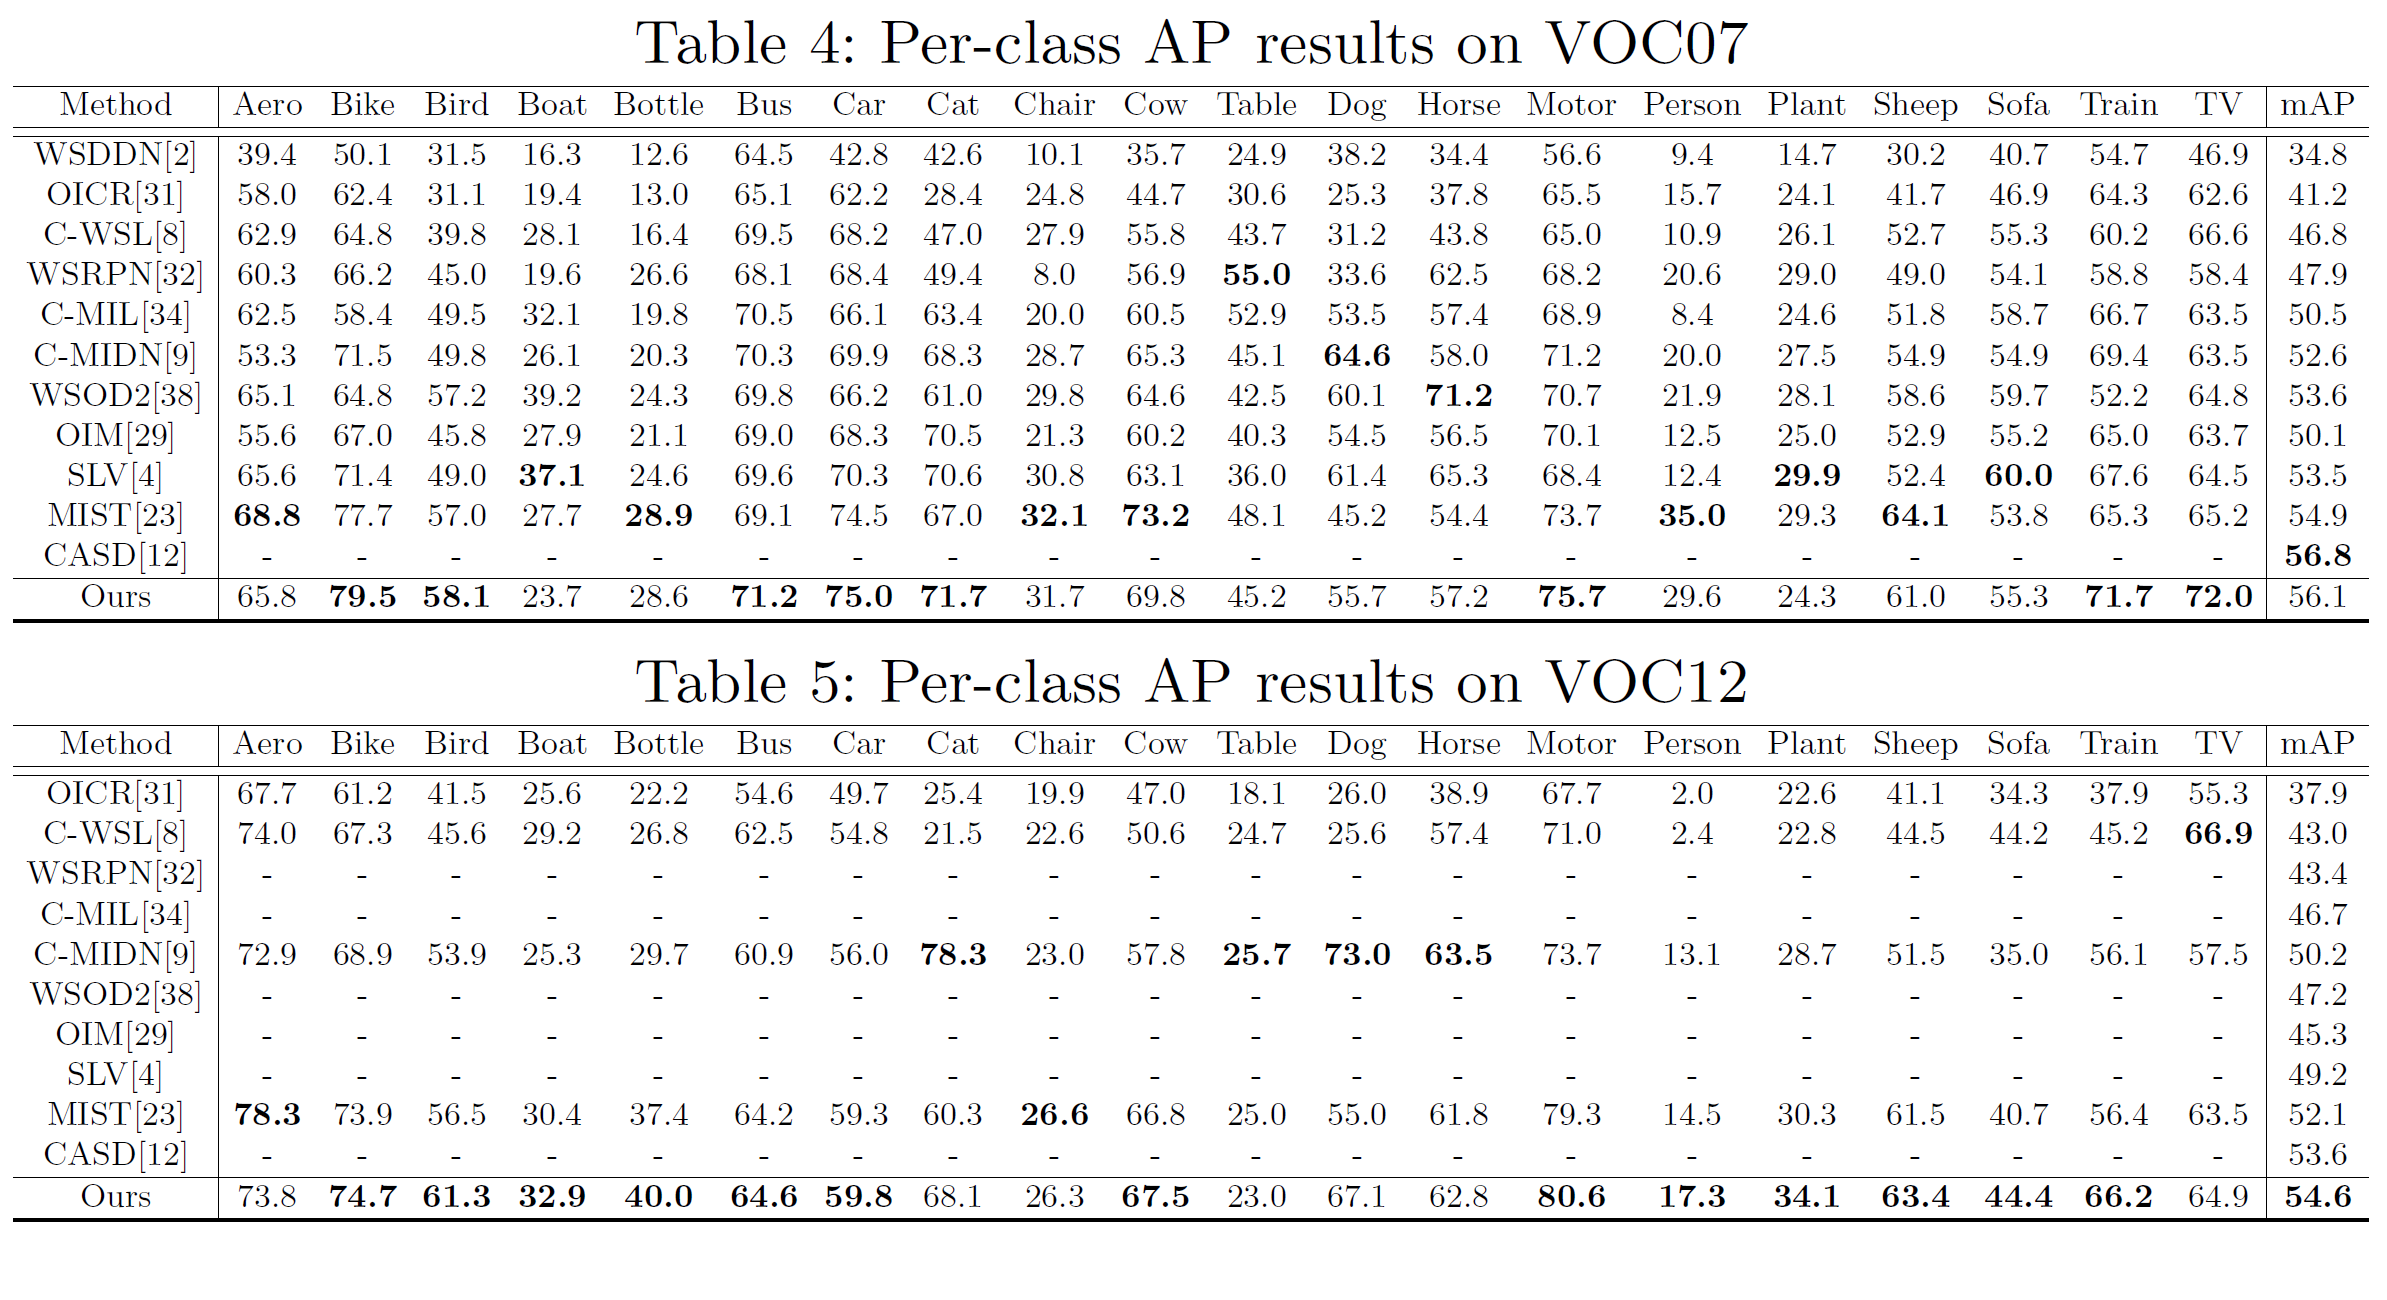 Table 4: Per-class AP results on VOC07
Method Aero Bike Bird Boat Bottle Bus Car Cat Chair Cow Table Dog Horse Motor Person Plant Sheep Sofa Train TV mAP
WSDDN[2] 39.4 50.1 31.5 16.3 12.6 64.5 42.8 42.6 10.1 35.7 24.9 38.2 34.4 56.6 9.4 14.7 30.2 40.7 54.7 46.9 34.8
OICR[31] 58.0 62.4 31.1 19.4 13.0 65.1 62.2 28.4 24.8 44.7 30.6 25.3 37.8 65.5 15.7 24.1 41.7 46.9 64.3 62.6 41.2
C-WSL[8] 62.9 64.8 39.8 28.1 16.4 69.5 68.2 47.0 27.9 55.8 43.7 31.2 43.8 65.0 10.9 26.1 52.7 55.3 60.2 66.6 46.8
WSRPN[32] 60.3 66.2 45.0 19.6 26.6 68.1 68.4 49.4 8.0 56.9 55.0 33.6 62.5 68.2 20.6 29.0 49.0 54.1 58.8 58.4 47.9
C-MIL[34] 62.5 58.4 49.5 32.1 19.8 70.5 66.1 63.4 20.0 60.5 52.9 53.5 57.4 68.9 8.4 24.6 51.8 58.7 66.7 63.5 50.5
C-MIDN[9] 53.3 71.5 49.8 26.1 20.3 70.3 69.9 68.3 28.7 65.3 45.1 64.6 58.0 71.2 20.0 27.5 54.9 54.9 69.4 63.5 52.6
WSOD2[38] 65.1 64.8 57.2 39.2 24.3 69.8 66.2 61.0 29.8 64.6 42.5 60.1 71.2 70.7 21.9 28.1 58.6 59.7 52.2 64.8 53.6
OIM[29] 55.6 67.0 45.8 27.9 21.1 69.0 68.3 70.5 21.3 60.2 40.3 54.5 56.5 70.1 12.5 25.0 52.9 55.2 65.0 63.7 50.1
SLV[4] 65.6 71.4 49.0 37.1 24.6 69.6 70.3 70.6 30.8 63.1 36.0 61.4 65.3 68.4 12.4 29.9 52.4 60.0 67.6 64.5 53.5
MIST[23] 68.8 77.7 57.0 27.7 28.9 69.1 74.5 67.0 32.1 73.2 48.1 45.2 54.4 73.7 35.0 29.3 64.1 53.8 65.3 65.2 54.9
CASD[12] - - - - - - - - - - - - - - - - - - - - 56.8
Ours 65.8 79.5 58.1 23.7 28.6 71.2 75.0 71.7 31.7 69.8 45.2 55.7 57.2 75.7 29.6 24.3 61.0 55.3 71.7 72.0 56.1
Table 5: Per-class AP results on VOC12
Method Aero Bike Bird Boat Bottle Bus Car Cat Chair Cow Table Dog Horse Motor Person Plant Sheep Sofa Train TV mAP
OICR[31] 67.7 61.2 41.5 25.6 22.2 54.6 49.7 25.4 19.9 47.0 18.1 26.0 38.9 67.7 2.0 22.6 41.1 34.3 37.9 55.3 37.9
C-WSL[8] 74.0 67.3 45.6 29.2 26.8 62.5 54.8 21.5 22.6 50.6 24.7 25.6 57.4 71.0 2.4 22.8 44.5 44.2 45.2 66.9 43.0
WSRPN[32] - - - - - - - - - - - - - - - - - - - - 43.4
C-MIL[34] - - - - - - - - - - - - - - - - - - - - 46.7
C-MIDN[9] 72.9 68.9 53.9 25.3 29.7 60.9 56.0 78.3 23.0 57.8 25.7 73.0 63.5 73.7 13.1 28.7 51.5 35.0 56.1 57.5 50.2
WSOD2[38] - - - - - - - - - - - - - - - - - - - - 47.2
OIM[29] - - - - - - - - - - - - - - - - - - - - 45.3
SLV[4] - - - - - - - - - - - - - - - - - - - - 49.2
MIST[23] 78.3 73.9 56.5 30.4 37.4 64.2 59.3 60.3 26.6 66.8 25.0 55.0 61.8 79.3 14.5 30.3 61.5 40.7 56.4 63.5 52.1
CASD[12] - - - - - - - - - - - - - - - - - - - - 53.6
Ours 73.8 74.7 61.3 32.9 40.0 64.6 59.8 68.1 26.3 67.5 23.0 67.1 62.8 80.6 17.3 34.1 63.4 44.4 66.2 64.9 54.6